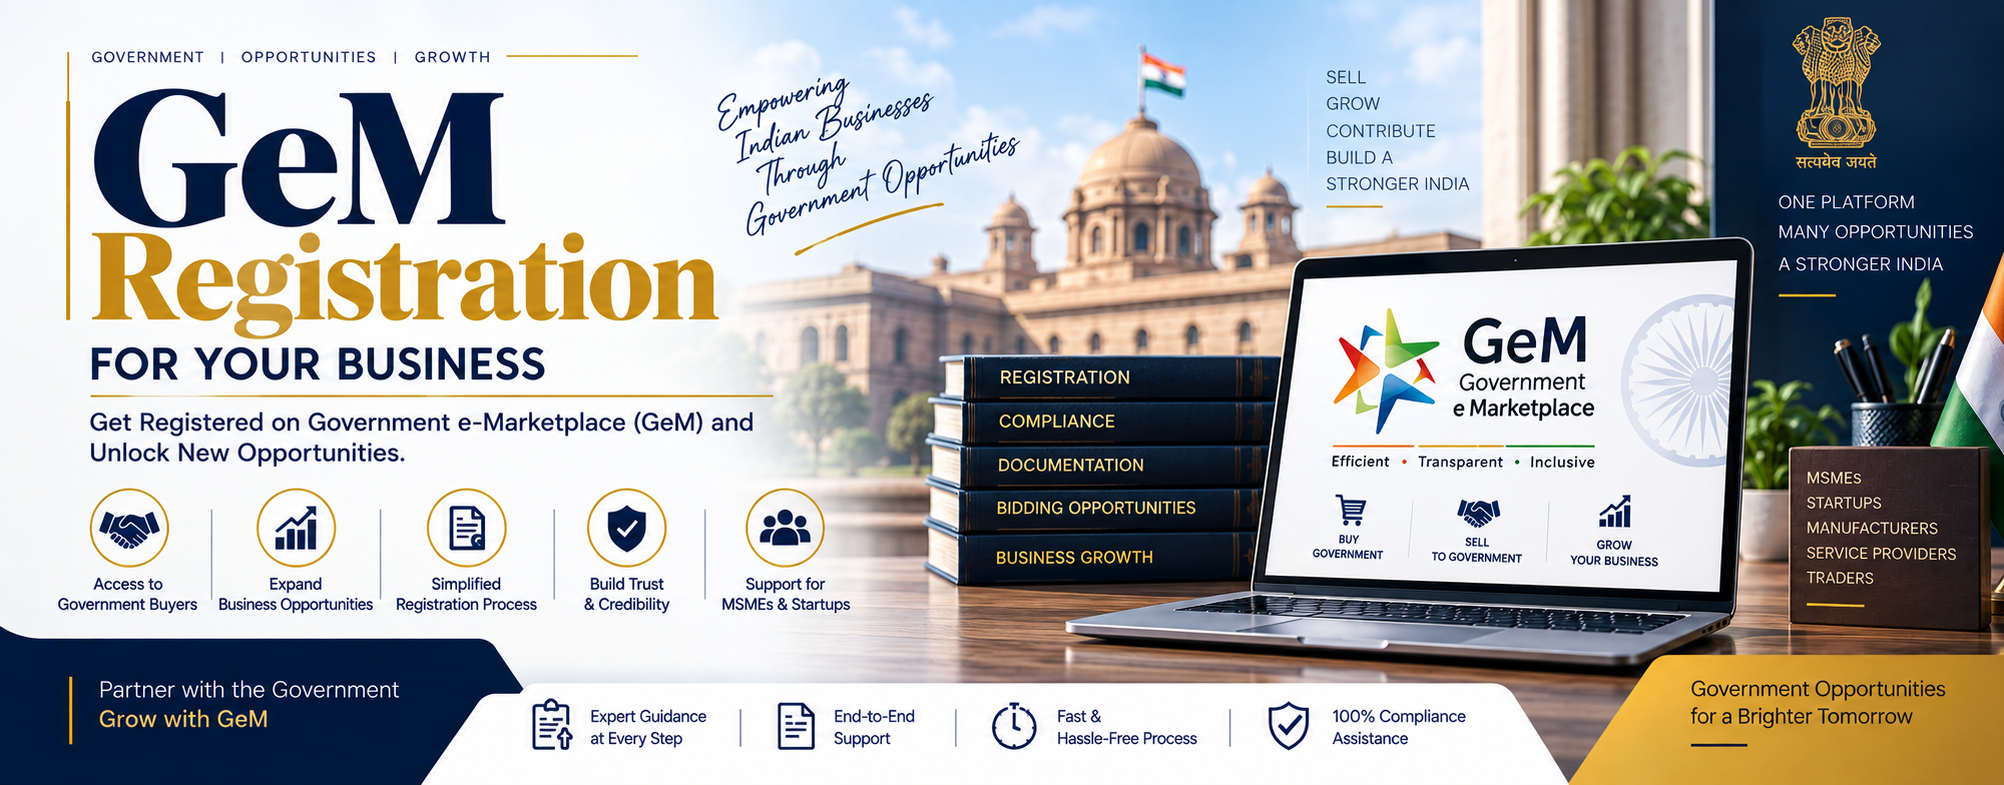 GOVERNMENT | OPPORTUNITIES | GROWTH
GeM
Registration
FOR YOUR BUSINESS
Get Registered on Government e-Marketplace (GeM) and
Unlock New Opportunities.
Access to
Government Buyers
Expand
Business Opportunities
Simplified
Registration Process
Build Trust
& Credibility
Support for
MSMEs & Startups
Empowering
Indian Businesses
Through
Government Opportunities
SELL
GROW
CONTRIBUTE
BUILD A
STRONGER INDIA
सत्यमेव जयते
ONE PLATFORM
MANY OPPORTUNITIES
A STRONGER INDIA
REGISTRATION
COMPLIANCE
DOCUMENTATION
BIDDING OPPORTUNITIES
BUSINESS GROWTH
GeM
Government
e Marketplace
Efficient • Transparent • Inclusive
BUY
GOVERNMENT
SELL
TO GOVERNMENT
GROW
YOUR BUSINESS
MSMEs
STARTUPS
MANUFACTURERS
SERVICE PROVIDERS
TRADERS
Partner with the Government
Grow with GeM
Expert Guidance
at Every Step
End-to-End
Support
Fast &
Hassle-Free Process
100% Compliance
Assistance
Government Opportunities
for a Brighter Tomorrow